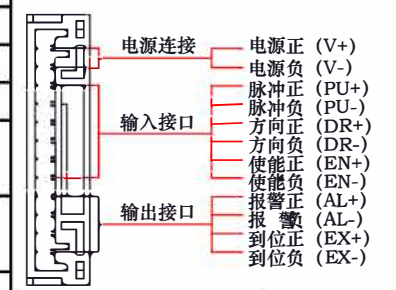 电源连接
电源正 (V+)
电源负 (V-)
输入接口
脉冲正 (PU+)
脉冲负 (PU-)
方向正 (DR+)
方向负 (DR-)
使能正 (EN+)
使能负 (EN-)
输出接口
报警正 (AL+)
报警负 (AL-)
到位正 (EX+)
到位负 (EX-)